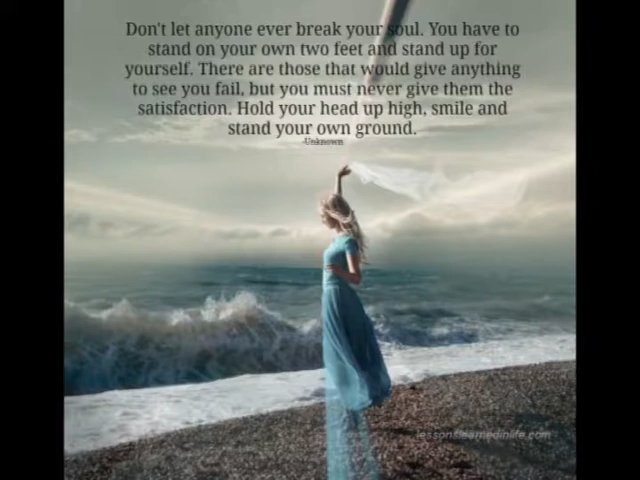 Don't let anyone ever break your soul. You have to
stand on your own two feet and stand up for
yourself. There are those that would give anything
to see you fail, but you must never give them the
satisfaction. Hold your head up high, smile and
stand your own ground.
-Unknown
lessonslearnedinlife.com